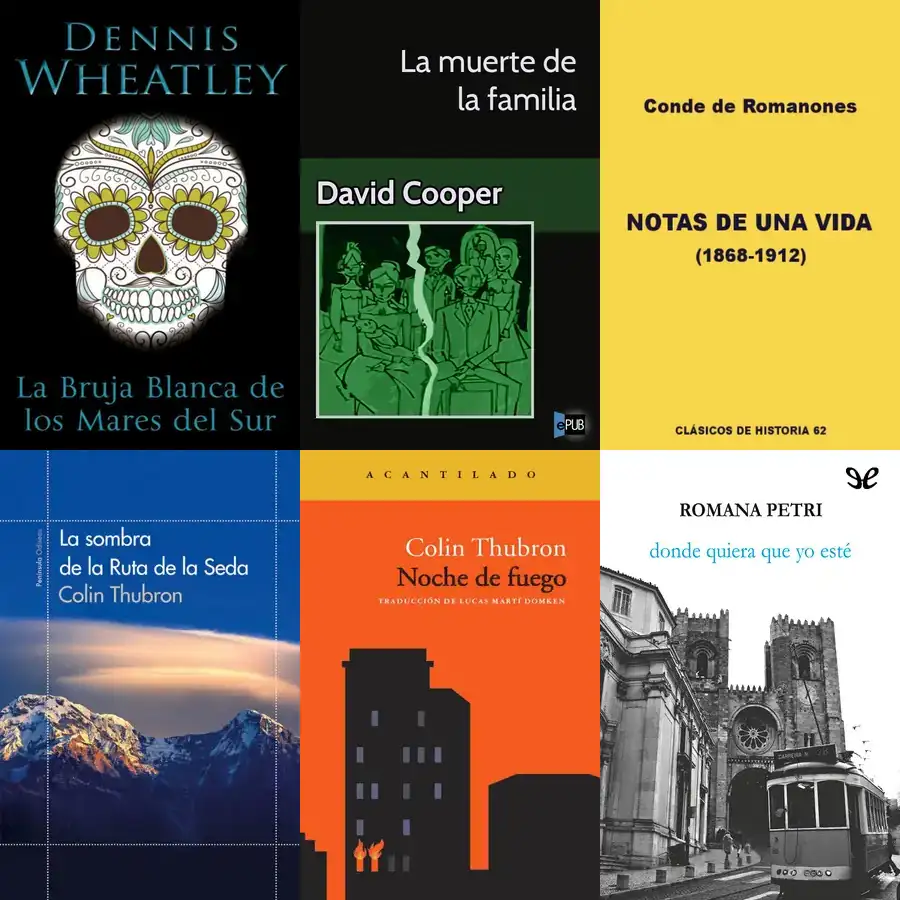 DENNIS
WHEATLEY
La Bruja Blanca de
los Mares del Sur
La muerte de
la familia
David Cooper
ePUB
Conde de Romanones
NOTAS DE UNA VIDA
(1868-1912)
CLÁSICOS DE HISTORIA 62
Península Odiseas
La sombra
de la Ruta de la Seda
Colin Thubron
ACANTILADO
Colin Thubron
Noche de fuego
TRADUCCIÓN DE LUCAS MARTÍ DOMKEN
ROMANA PETRI
donde quiera que yo esté